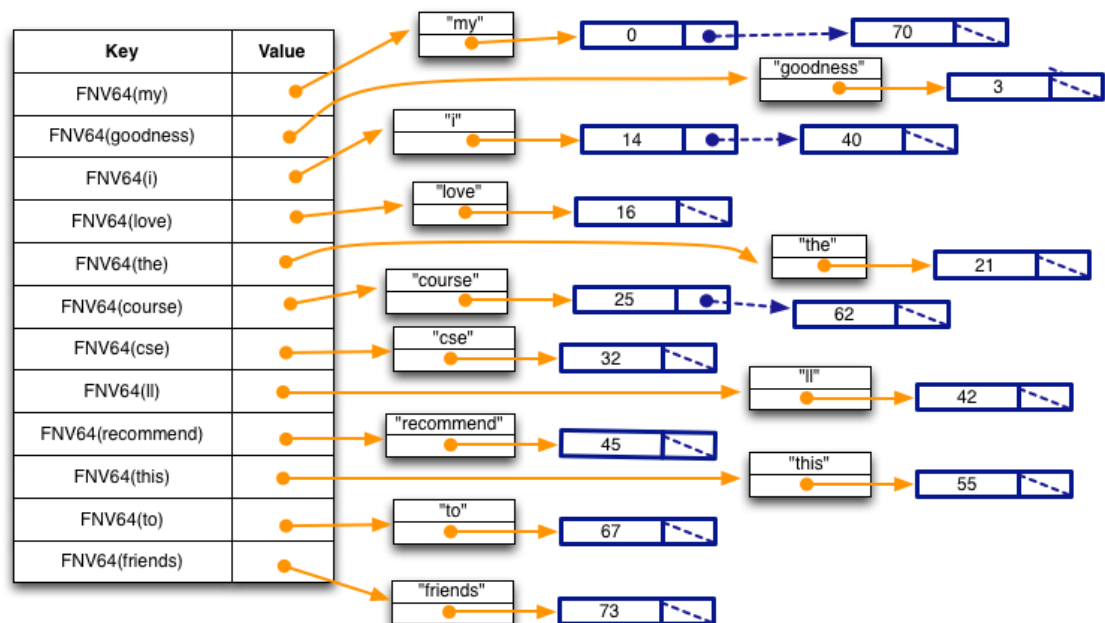 Key Value
FNV64(my) "my" 0 70
FNV64(goodness) "goodness" 3
FNV64(i) "i" 14 40
FNV64(love) "love" 16
FNV64(the) "the" 21
FNV64(course) "course" 25 62
FNV64(cse) "cse" 32
FNV64(ll) "ll" 42
FNV64(recommend) "recommend" 45
FNV64(this) "this" 55
FNV64(to) "to" 67
FNV64(friends) "friends" 73